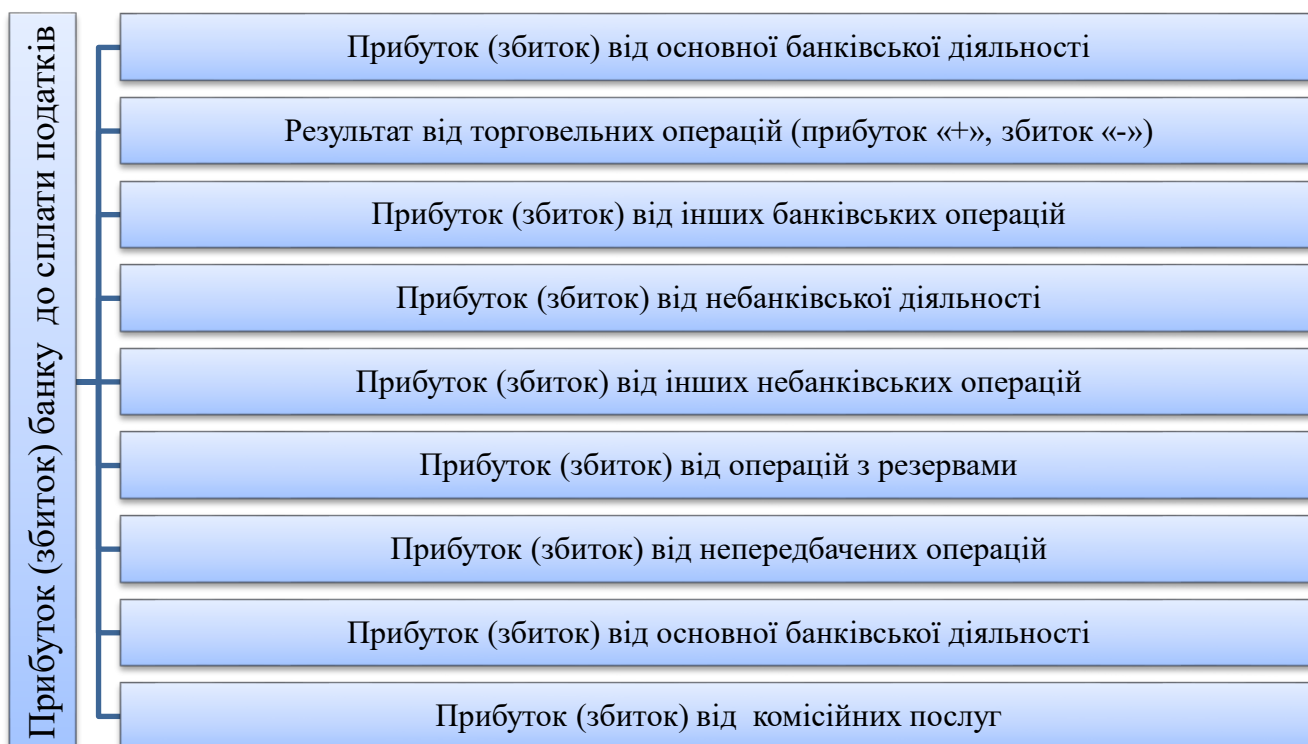 Прибуток (збиток) банку до сплати податків
Прибуток (збиток) від основної банківської діяльності
Результат від торговельних операцій (прибуток «+», збиток «-»)
Прибуток (збиток) від інших банківських операцій
Прибуток (збиток) від небанківської діяльності
Прибуток (збиток) від інших небанківських операцій
Прибуток (збиток) від операцій з резервами
Прибуток (збиток) від непередбачених операцій
Прибуток (збиток) від основної банківської діяльності
Прибуток (збиток) від комісійних послуг